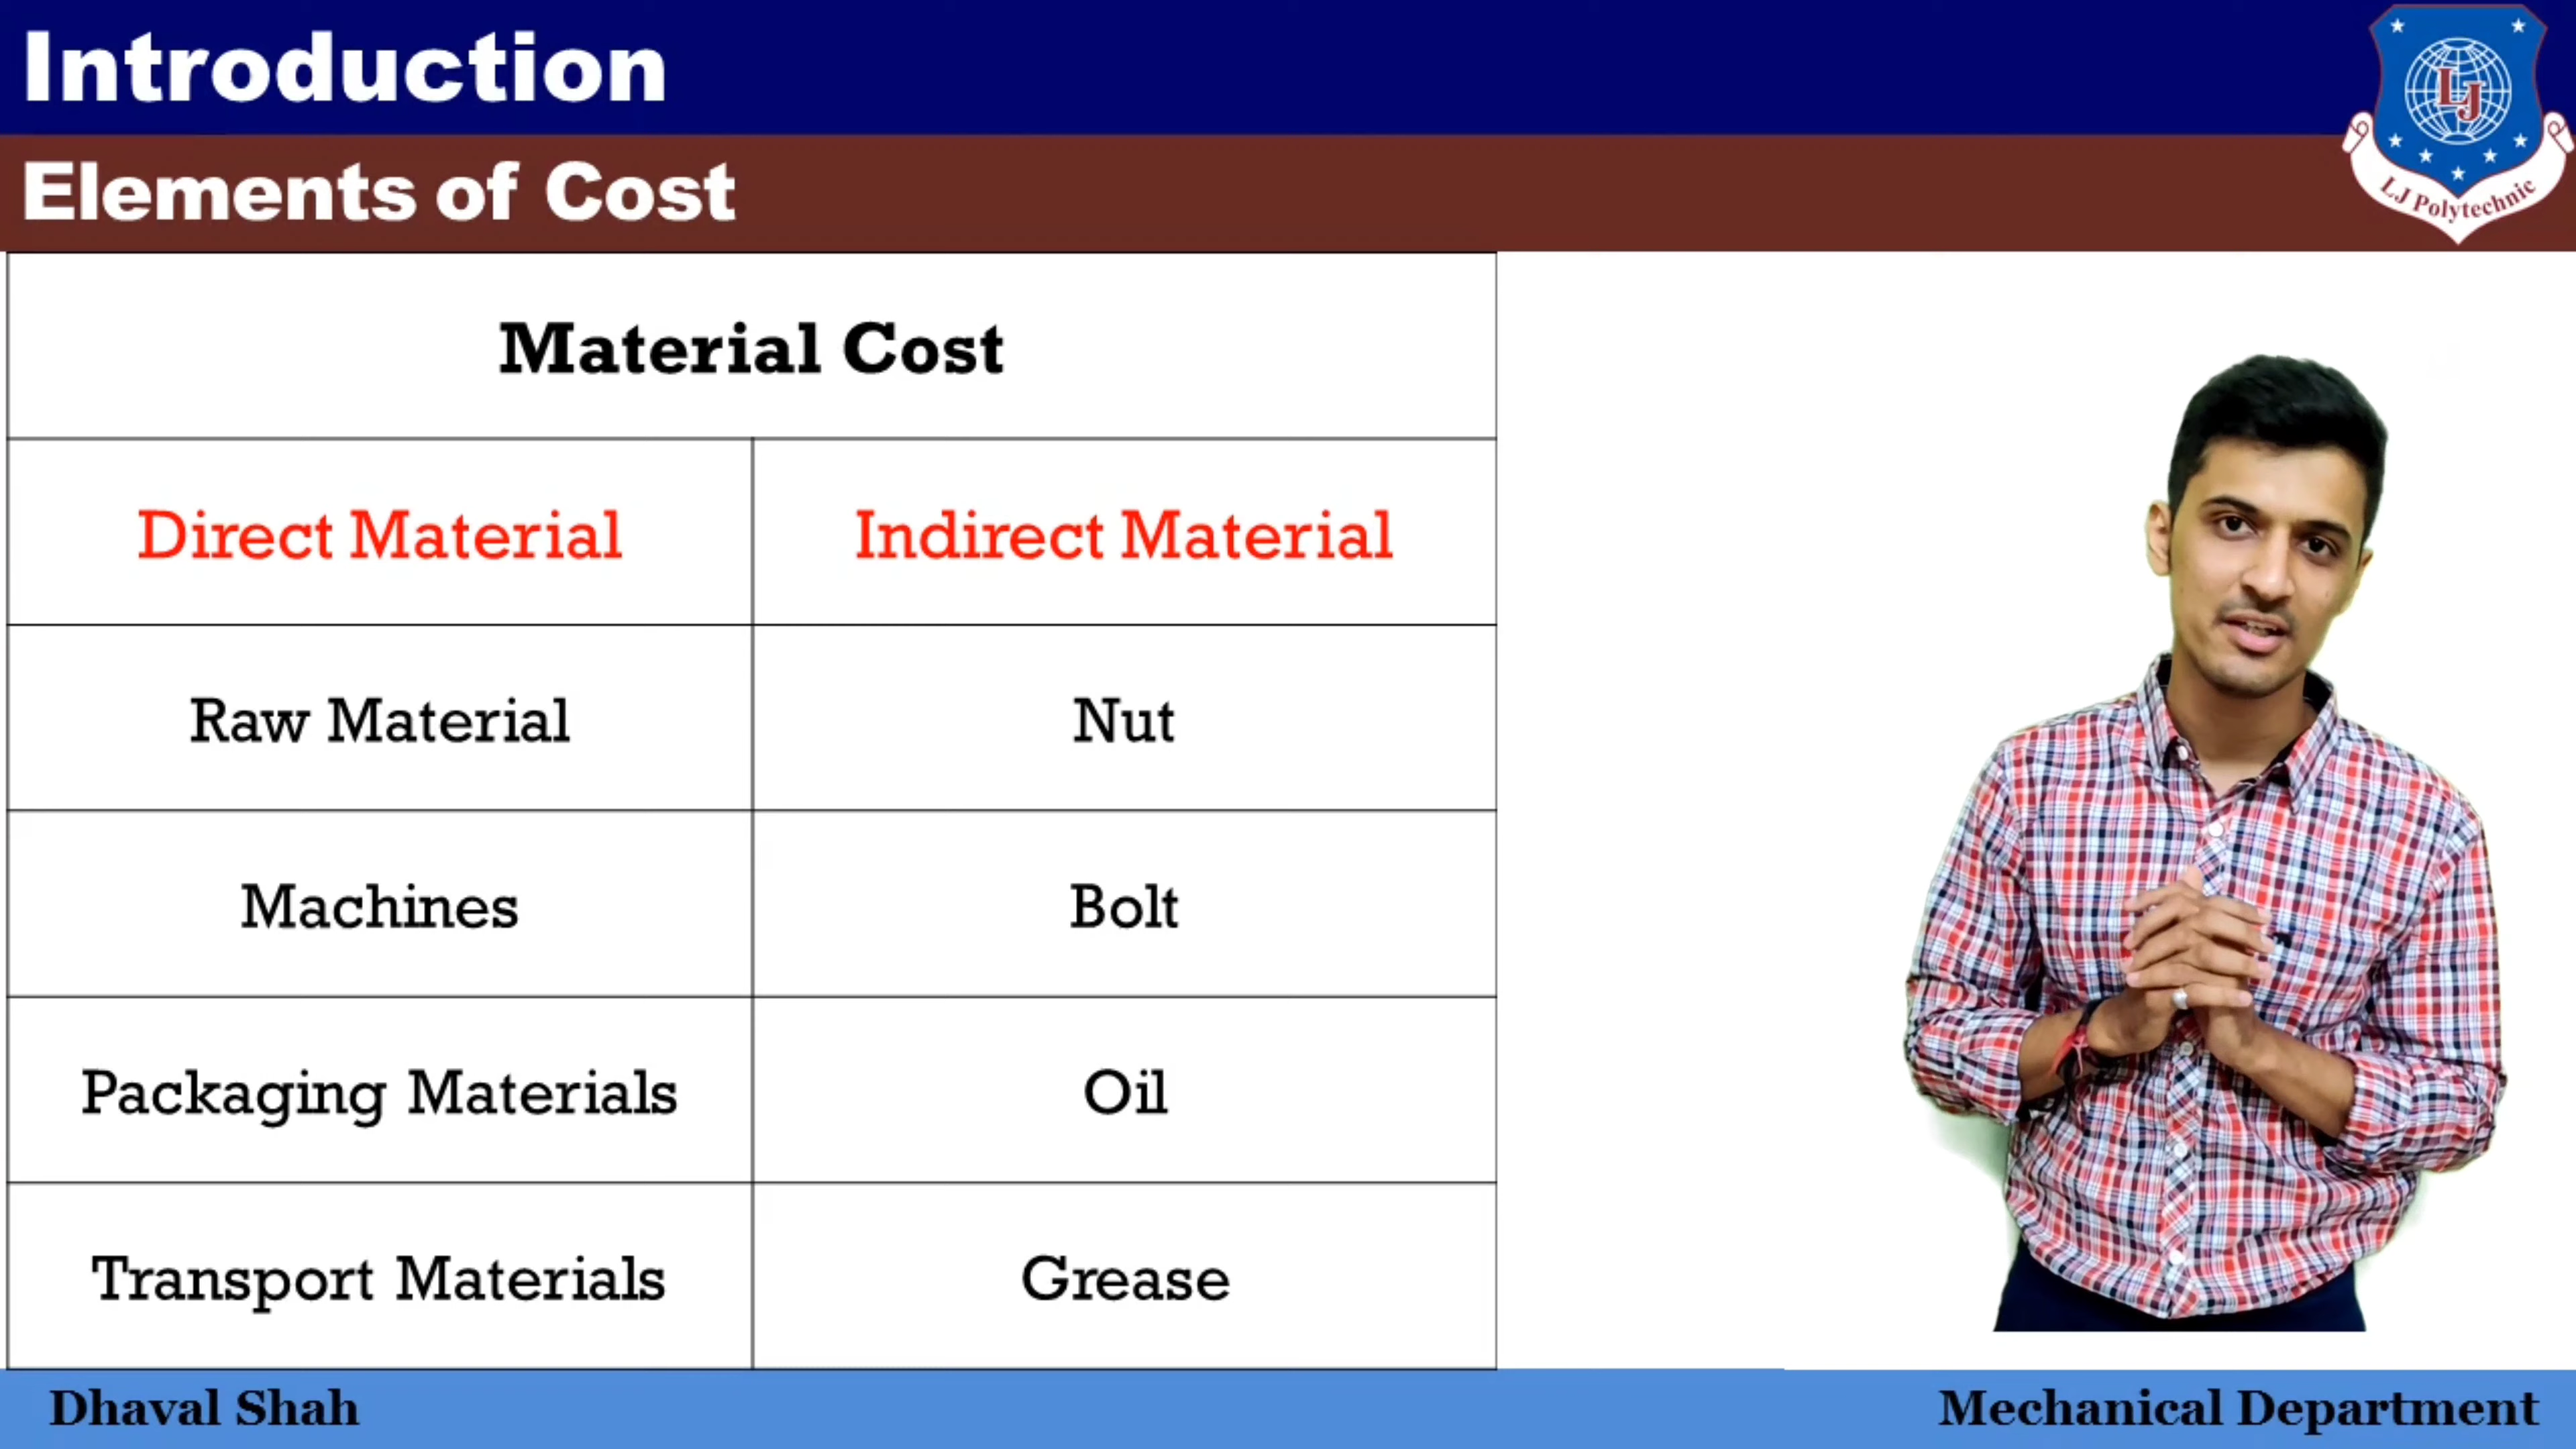 Introduction
Elements of Cost
LJ
LJ Polytechnic
Material Cost
Direct Material Indirect Material
Raw Material Nut
Machines Bolt
Packaging Materials Oil
Transport Materials Grease
Dhaval Shah Mechanical Department